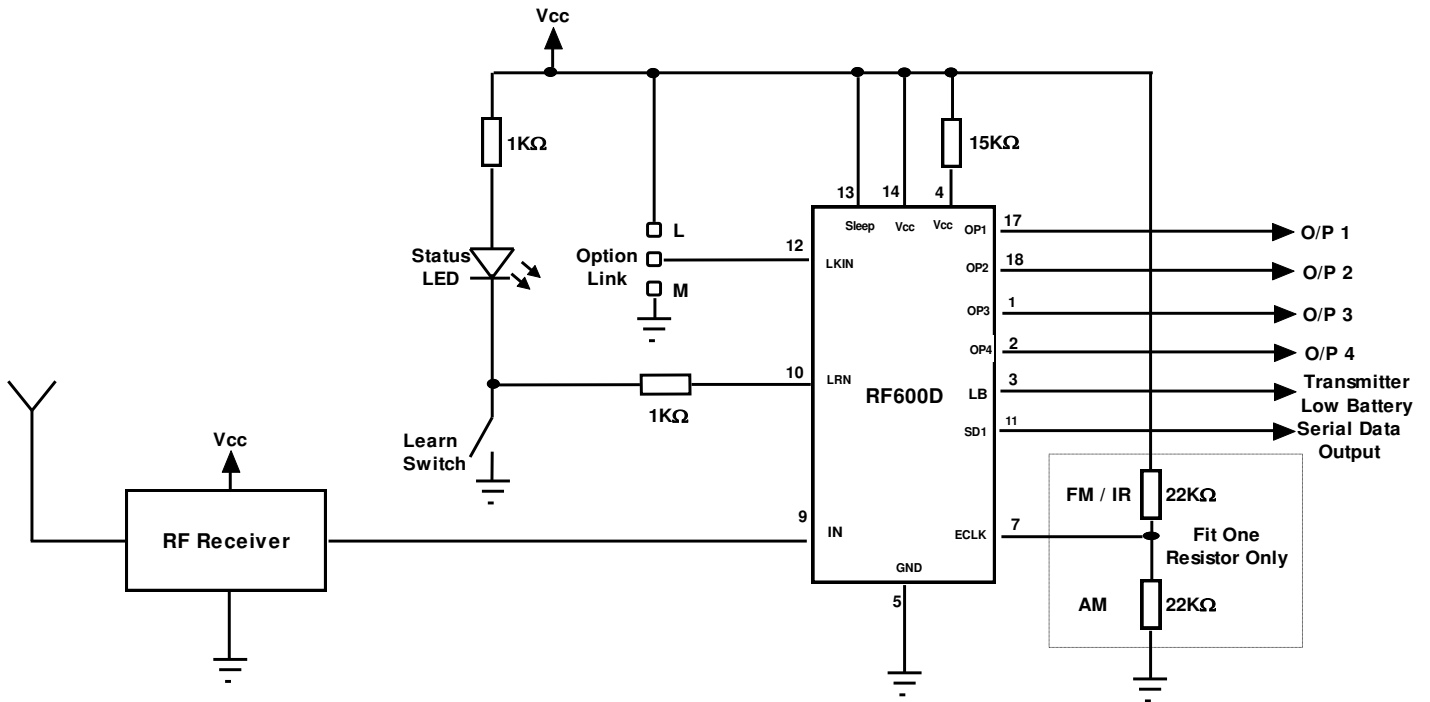 Vcc
1KΩ
15KΩ
13
14
4
Sleep
Vcc
Vcc
OP1
17
O/P 1
L
Status
LED
Option
Link
12
LKIN
OP2
18
O/P 2
M
OP3
1
O/P 3
OP4
2
O/P 4
10
LRN
RF600D
LB
3
Transmitter
Low Battery
1KΩ
SD1
11
Serial Data
Output
Learn
Switch
Vcc
FM / IR
22KΩ
9
IN
ECLK
7
Fit One
Resistor Only
RF Receiver
GND
5
AM
22KΩ